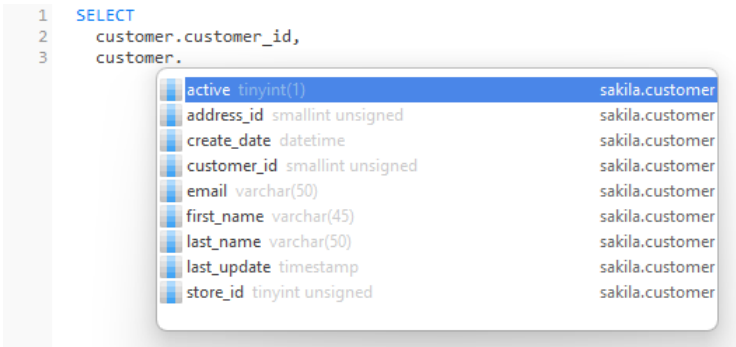 1 SELECT
2 customer.customer_id,
3 customer.
active tinyint(1) sakila.customer
address_id smallint unsigned sakila.customer
create_date datetime sakila.customer
customer_id smallint unsigned sakila.customer
email varchar(50) sakila.customer
first_name varchar(45) sakila.customer
last_name varchar(50) sakila.customer
last_update timestamp sakila.customer
store_id tinyint unsigned sakila.customer